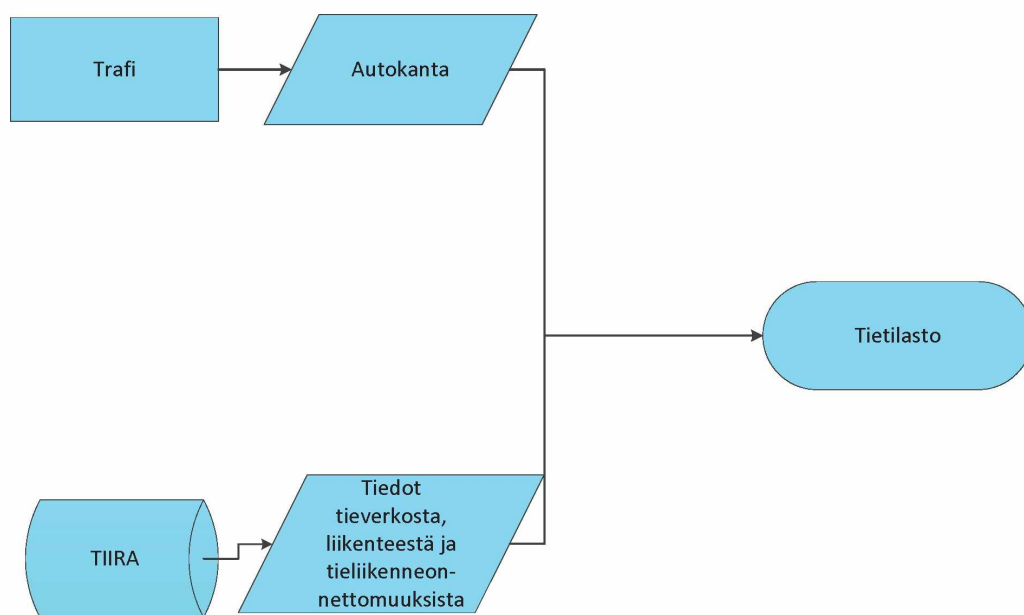 Trafi
Autokanta
Tietilasto
TIIRA
Tiedot
tieverkosta,
liikenteestä ja
tieliikenneon-
nettomuuksista